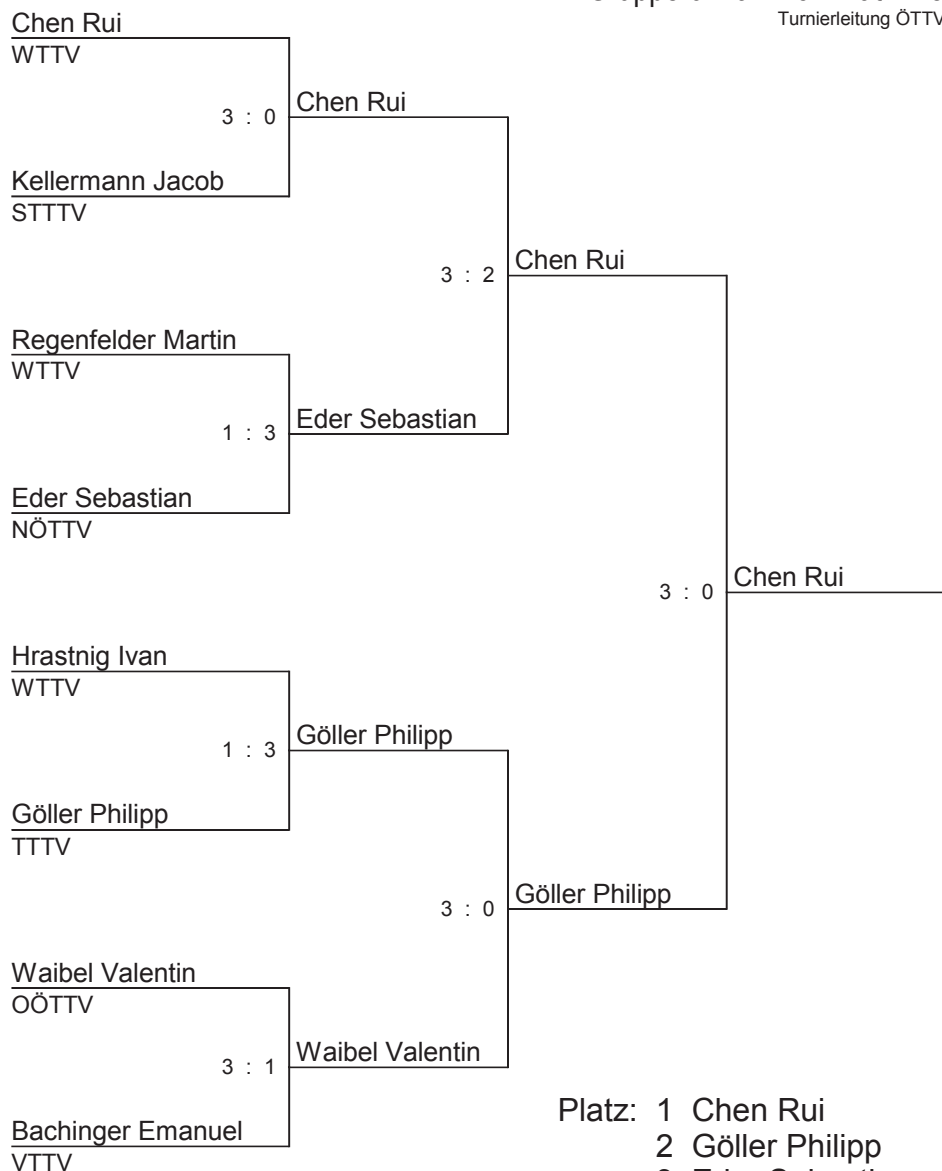 Turnierleitung ÖTTV
Chen Rui
WTTV
3 : 0
Chen Rui
Kellermann Jacob
STTTV
3 : 2
Chen Rui
Regenfelder Martin
WTTV
1 : 3
Eder Sebastian
Eder Sebastian
NÖTTV
3 : 0
Chen Rui
Hrastnig Ivan
WTTV
1 : 3
Göller Philipp
Göller Philipp
TTTV
3 : 0
Göller Philipp
Waibel Valentin
OÖTTV
3 : 1
Waibel Valentin
Bachinger Emanuel
VTTV
Platz: 1 Chen Rui
2 Göller Philipp